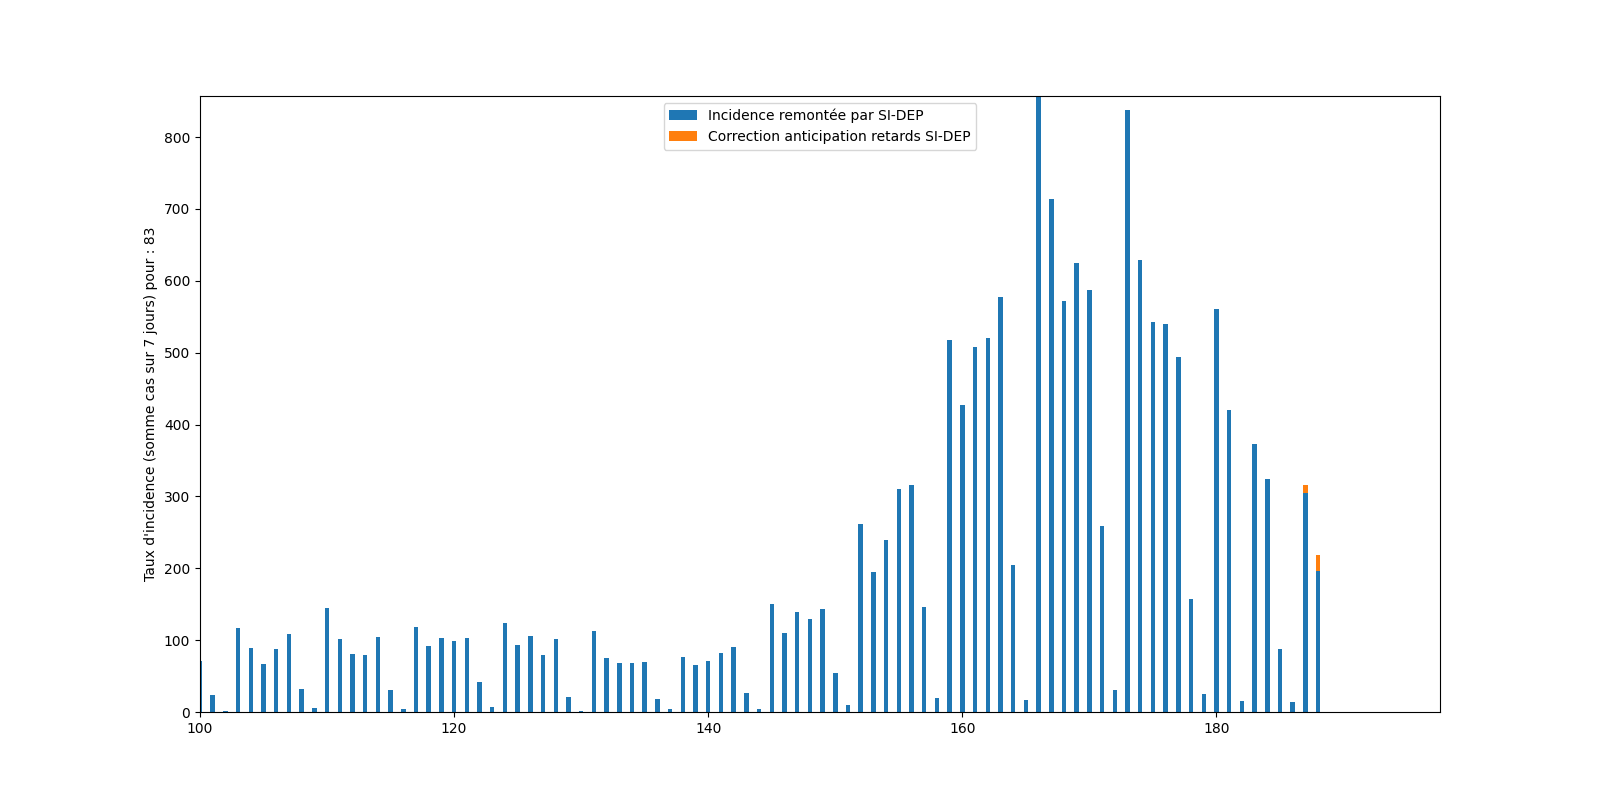 Incidence remontée par SI-DEP
Correction anticipation retards SI-DEP
Taux d'incidence (somme cas sur 7 jours) pour : 83
800
700
600
500
400
300
200
100
0
100 120 140 160 180